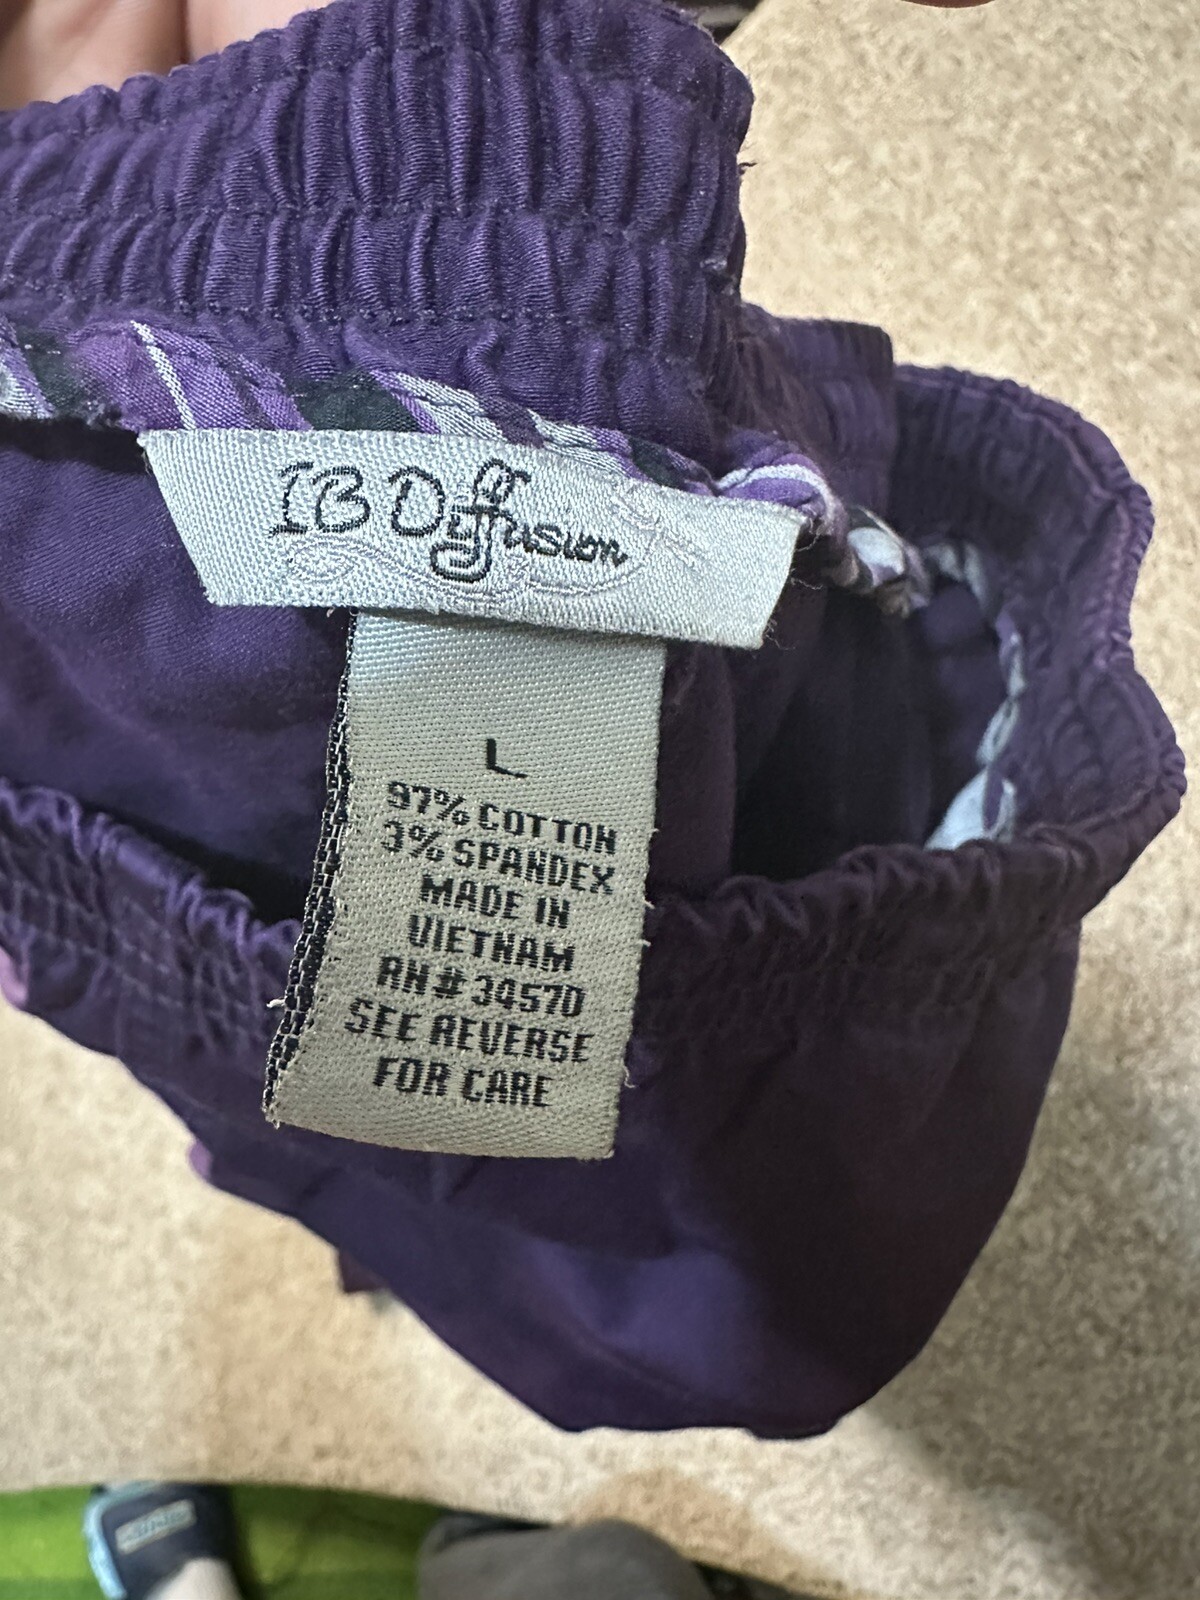 IB Diffusion
L
97% COTTON
3% SPANDEX
MADE IN
VIETNAM
RN# 34570
SEE REVERSE
FOR CARE